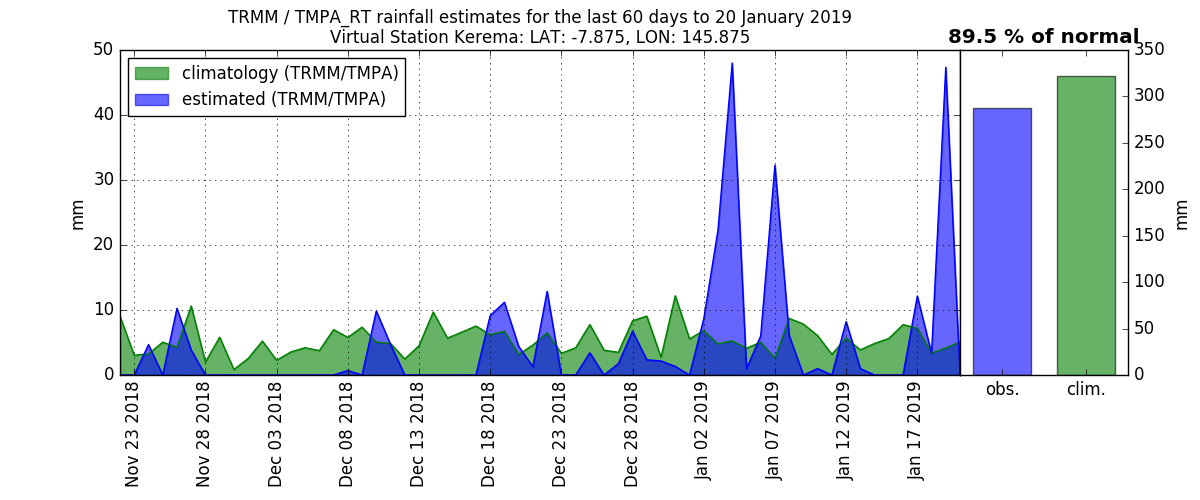 TRMM / TMPA_RT rainfall estimates for the last 60 days to 20 January 2019
Virtual Station Kerema: LAT: -7.875, LON: 145.875
89.5 % of normal
climatology (TRMM/TMPA)
estimated (TRMM/TMPA)
mm
50
40
30
20
10
0
Nov 23 2018
Nov 28 2018
Dec 03 2018
Dec 08 2018
Dec 13 2018
Dec 18 2018
Dec 23 2018
Dec 28 2018
Jan 02 2019
Jan 07 2019
Jan 12 2019
Jan 17 2019
obs.
clim.
350
300
250
200
150
100
50
0
mm